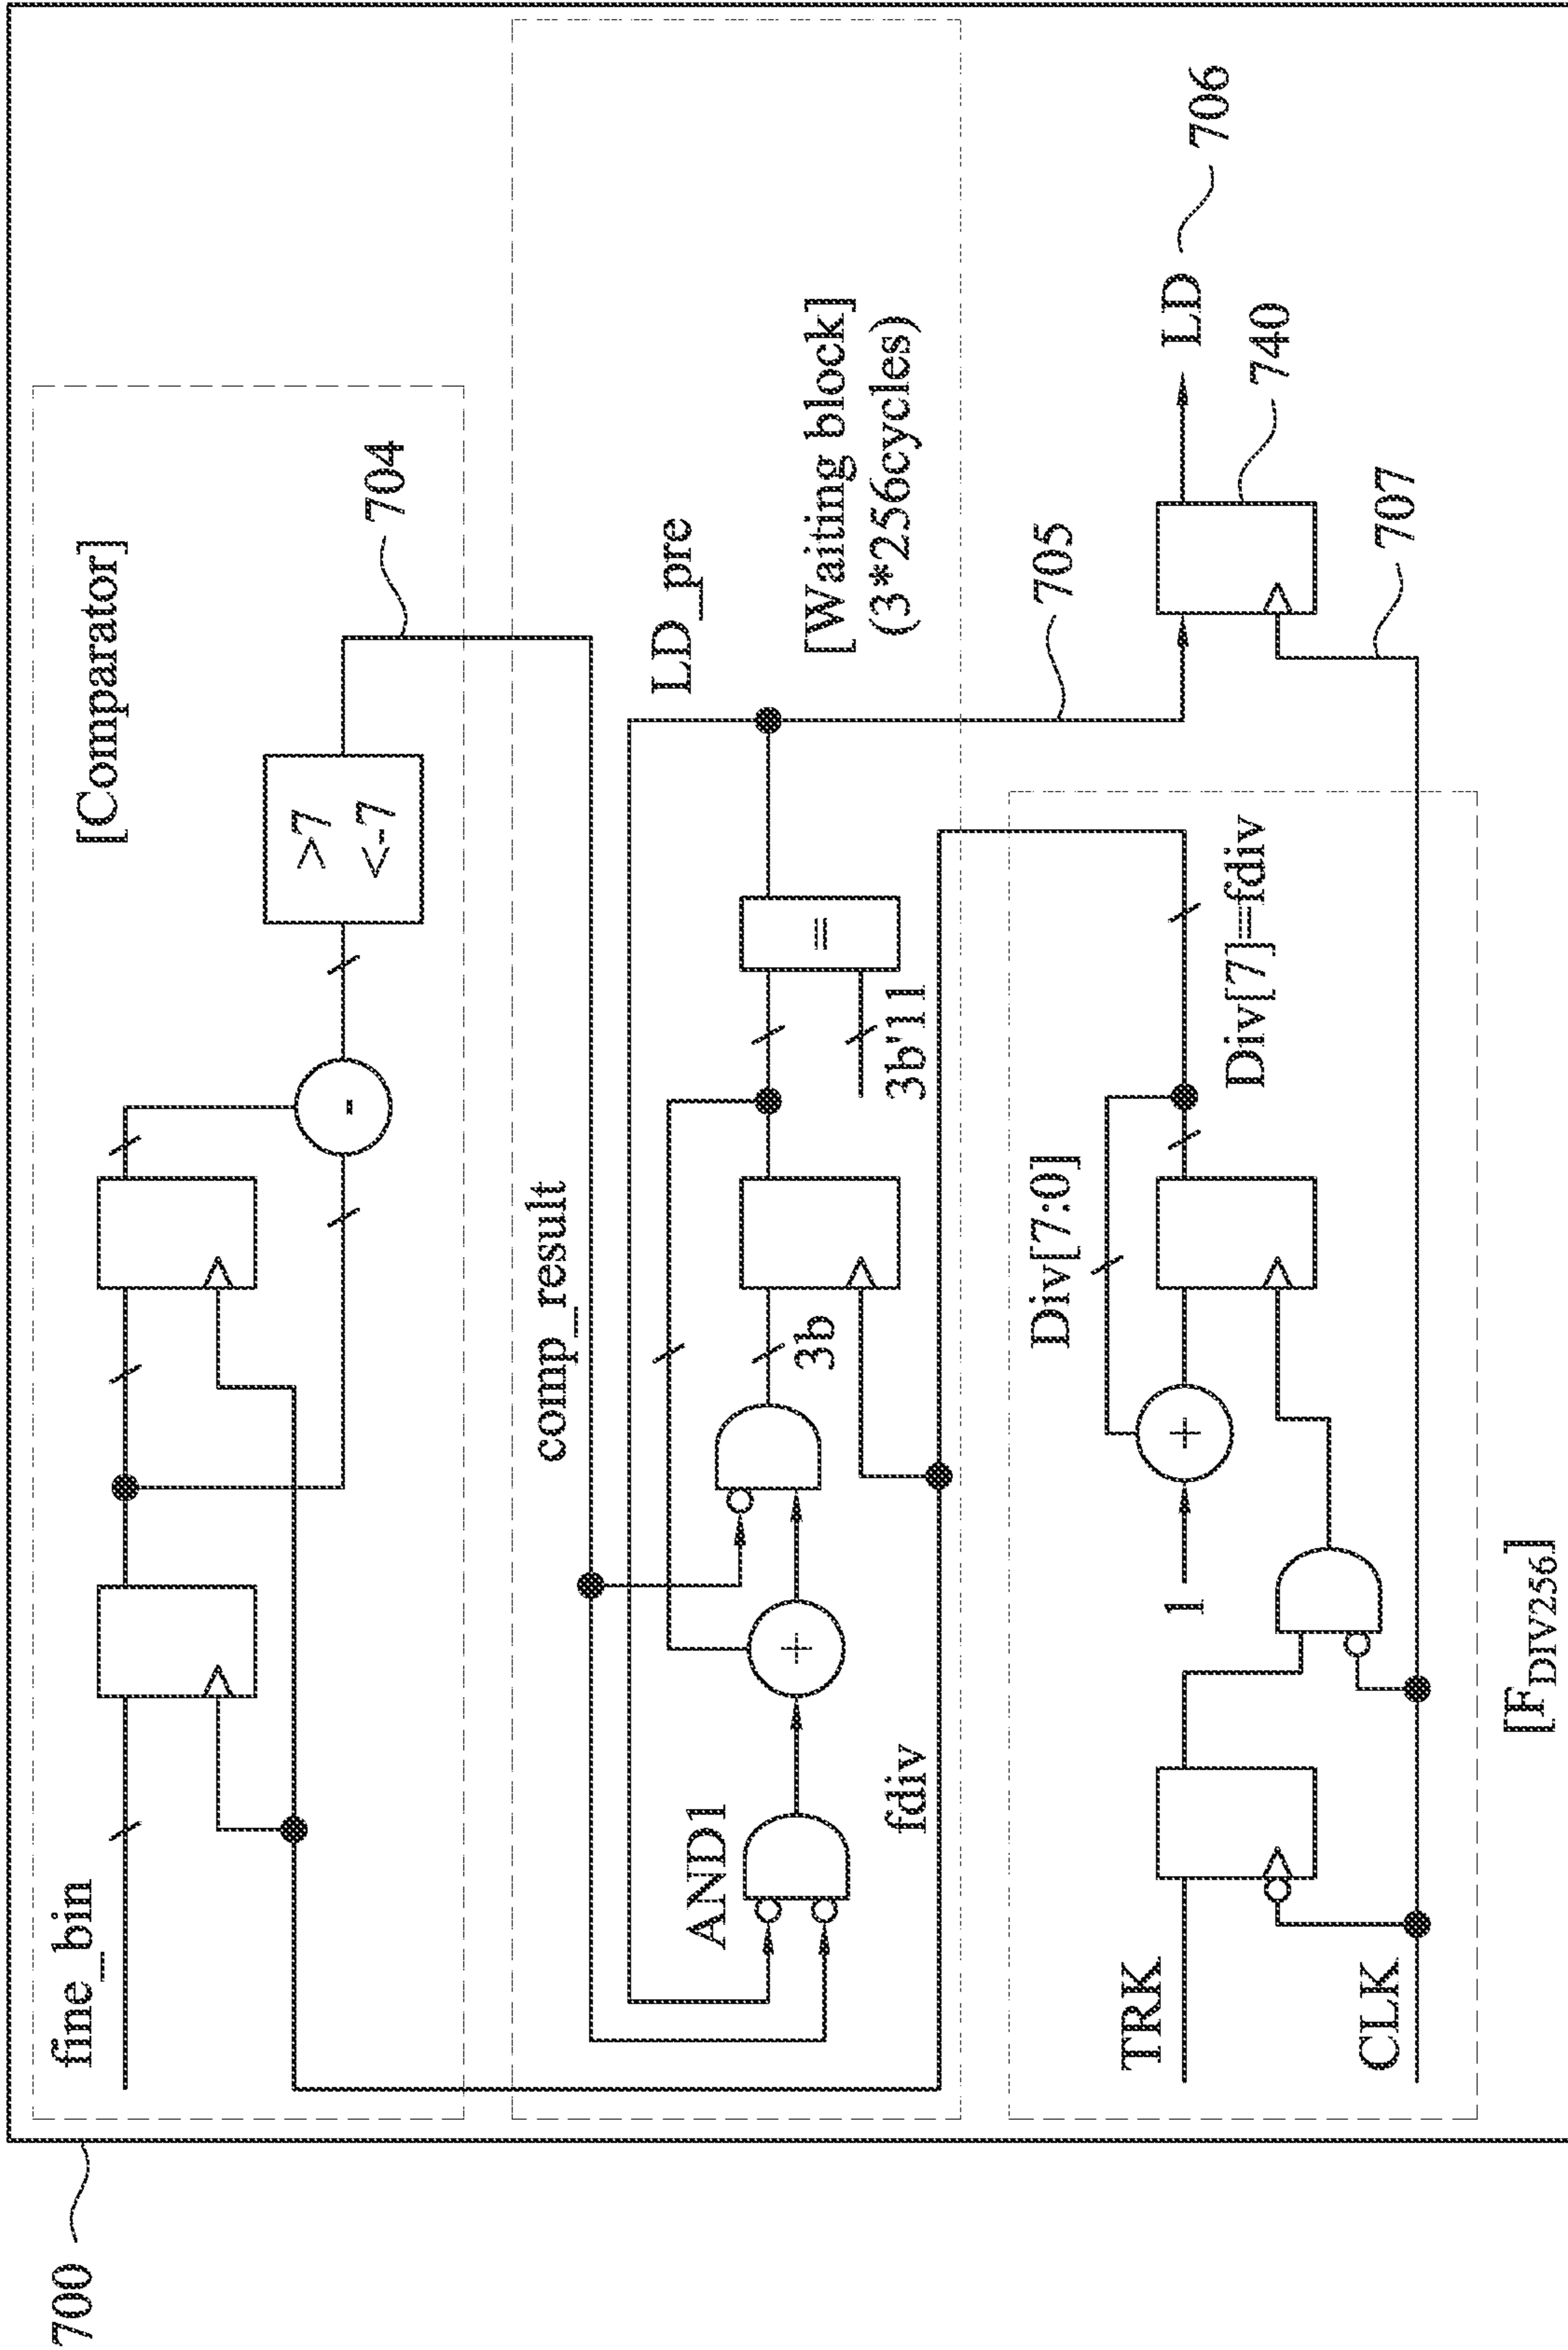 700
fine_bin
[Comparator]
-
>7
<-7
704
comp_result
LD_pre
AND1
+
3b
=
3b'11
[Waiting block]
(3*256cycles)
fdiv
705
Div[7:0]
TRK
1
+
Div[7]=fdiv
LD
706
740
CLK
707
[FDIV256]